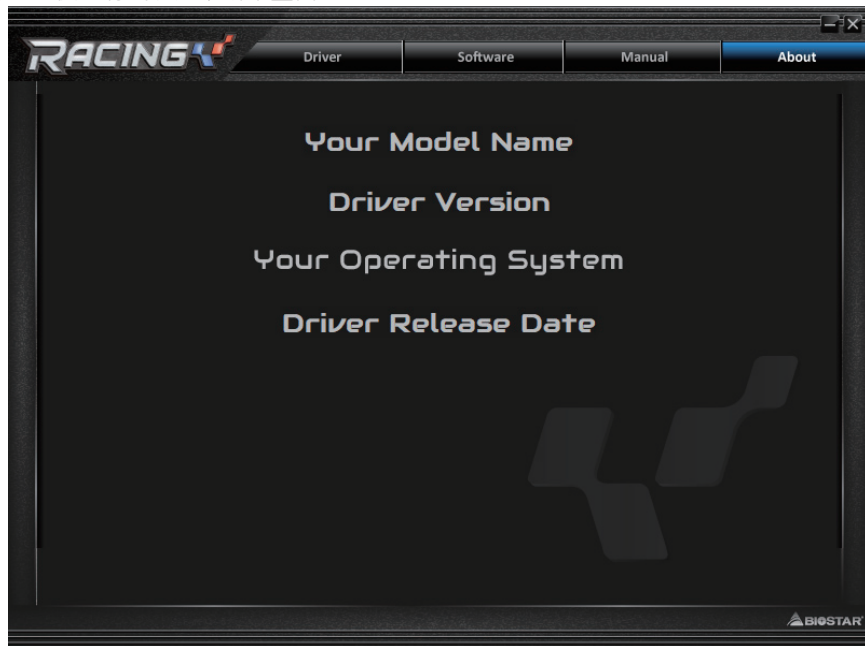 RACING
Driver Software Manual About
Your Model Name
Driver Version
Your Operating System
Driver Release Date
BIOSTAR